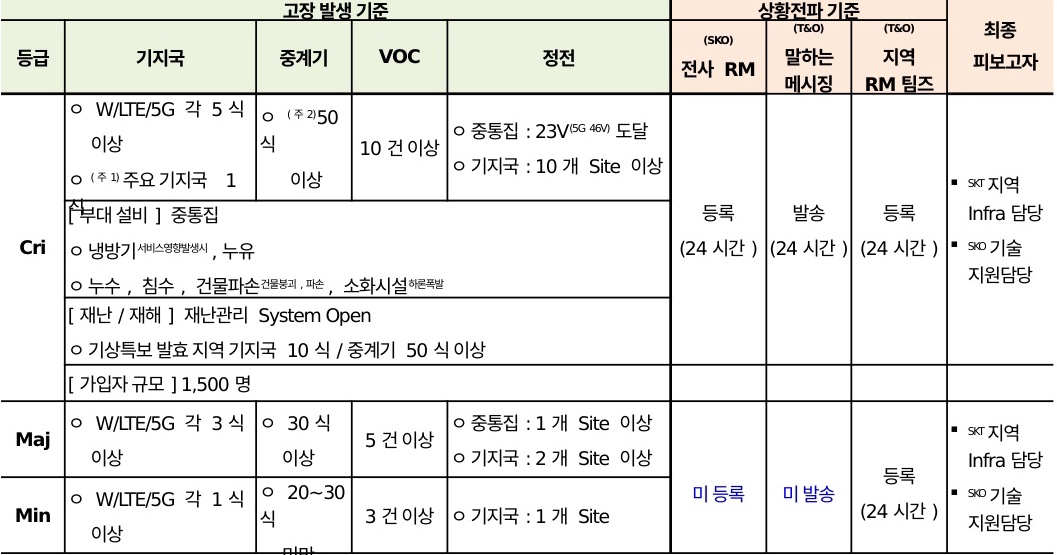 고장 발생 기준
상황전파 기준
등급
기지국
중계기
VOC
정전
(SKO)
전사 RM
(T&O)
말하는
메시징
(T&O)
지역
RM 팀즈
최종
피보고자
Cri
ㅇ W/LTE/5G 각 5 식
이상
ㅇ (주 1) 주요 기지국 1
식
ㅇ (주 2)50
식
이상
10 건 이상
ㅇ 중통집 : 23V(5G 46V) 도달
ㅇ 기지국 : 10 개 Site 이상
[ 부대 설비 ] 중통집
ㅇ 냉방기서비스영향발생시 , 누유
ㅇ 누수 , 침수 , 건물파손건물붕괴 , 파손 , 소화시설하론폭발
[ 재난 / 재해 ] 재난관리 System Open
ㅇ 기상특보 발효 지역 기지국 10 식 / 중계기 50 식 이상
[ 가입자 규모 ] 1,500 명
등록
(24 시간 )
발송
(24 시간 )
등록
(24 시간 )
▪ SKT 지역
Infra 담당
▪ SKO 기술
지원담당
Maj
ㅇ W/LTE/5G 각 3 식
이상
ㅇ 30 식
이상
5 건 이상
ㅇ 중통집 : 1 개 Site 이상
ㅇ 기지국 : 2 개 Site 이상
Min
ㅇ W/LTE/5G 각 1 식
이상
ㅇ 20~30
식
미만
3 건 이상
ㅇ 기지국 : 1 개 Site
미 등록
미 발송
등록
(24 시간 )
▪ SKT 지역
Infra 담당
▪ SKO 기술
지원담당